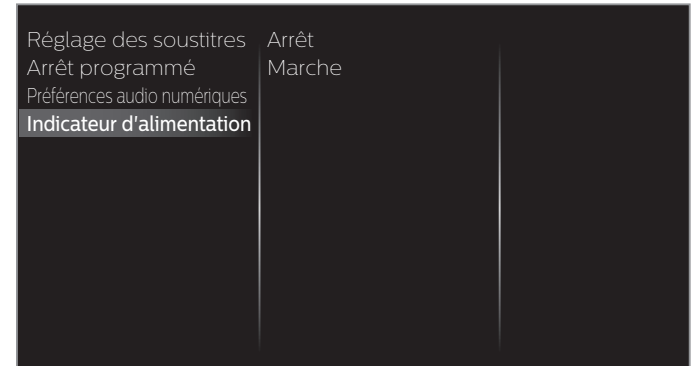 Réglage des soustitres
Arrêt programmé
Préférences audio numériques
Indicateur d'alimentation
Arrêt
Marche